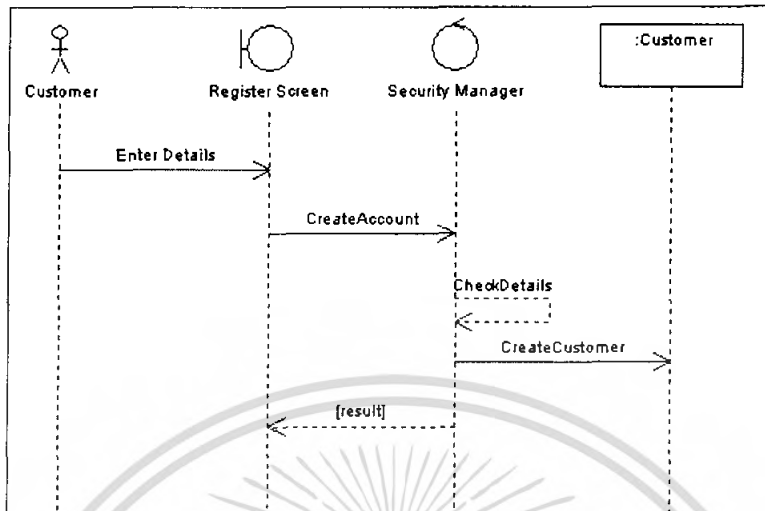 :Customer
Customer
Register Screen
Security Manager
Enter Details
CreateAccount
CheckDetails
CreateCustomer
[result]